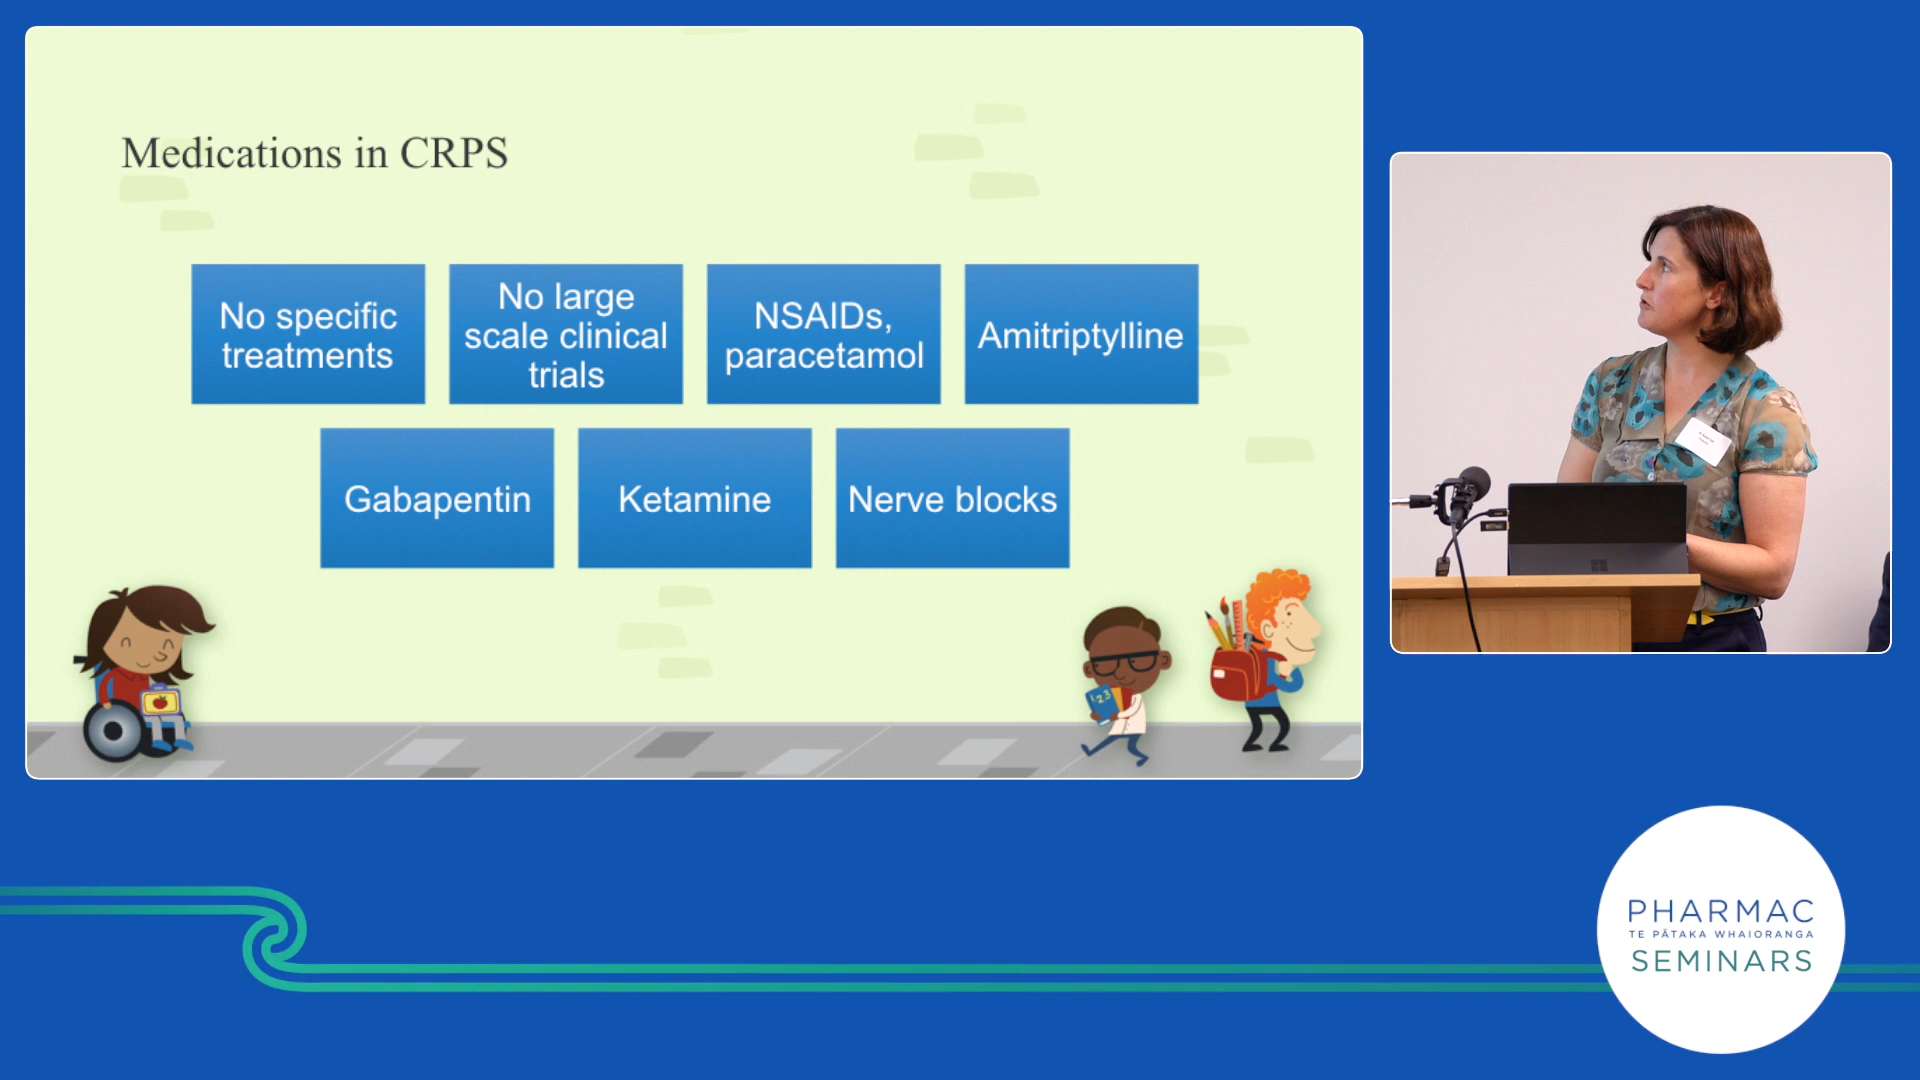 Medications in CRPS
No specific
treatments
No large
scale clinical
trials
NSAIDs,
paracetamol
Amitriptylline
Gabapentin
Ketamine
Nerve blocks
123
PHARMAC
TE PĀTAKA WHAIORANGA
SEMINARS